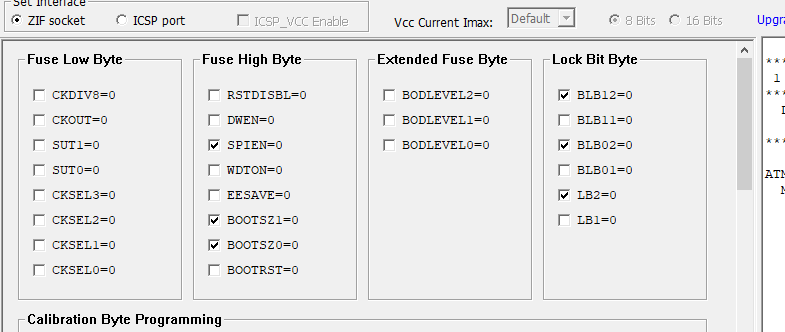 Set Interface
ZIF socket
ICSP port
ICSP_VCC Enable
Vcc Current Imax:
Default
8 Bits
16 Bits
Fuse Low Byte
CKDIV8=0
CKOUT=0
SUT1=0
SUT0=0
CKSEL3=0
CKSEL2=0
CKSEL1=0
CKSEL0=0
Fuse High Byte
RSTDISBL=0
DWEN=0
SPIEN=0
WDTON=0
EESAVE=0
BOOTSZ1=0
BOOTSZ0=0
BOOTRST=0
Extended Fuse Byte
BODLEVEL2=0
BODLEVEL1=0
BODLEVEL0=0
Lock Bit Byte
BLB12=0
BLB11=0
BLB02=0
BLB01=0
LB2=0
LB1=0
Calibration Byte Programming
**
1
**
**